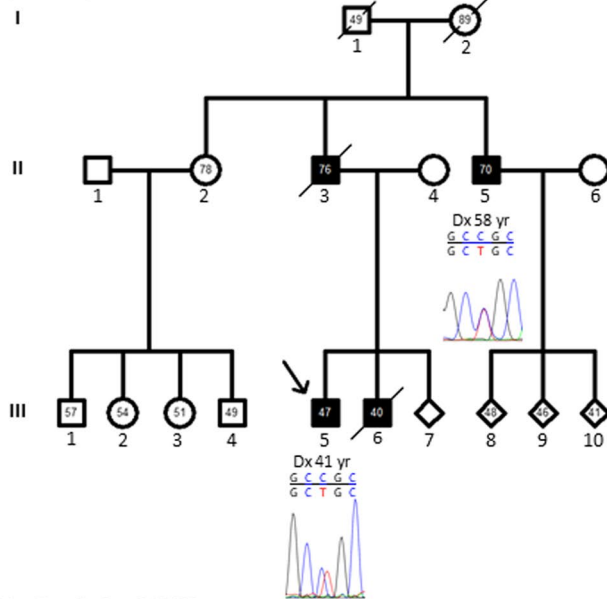 I
49 89
1 2
II
78 76 70
1 2 3 4 5 6
Dx 58 yr
G C C G C
G C T G C
III
57 54 51 49 47 40 48 46 41
1 2 3 4 5 6 7 8 9 10
Dx 41 yr
G C C G C
G C T G C